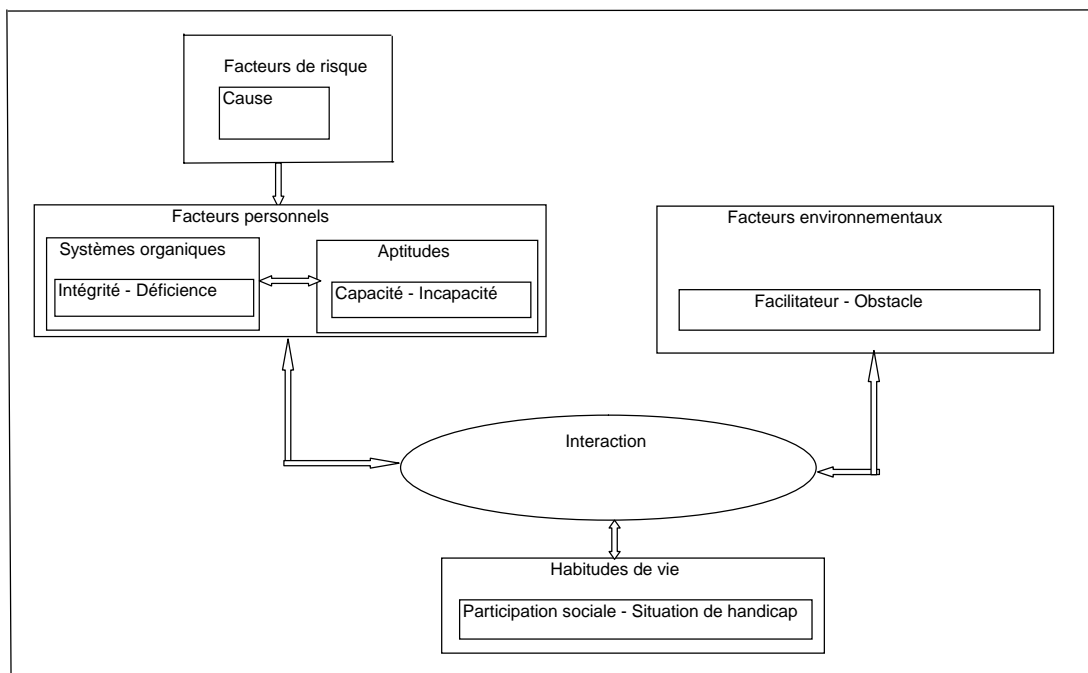 Facteurs de risque
Cause
Facteurs personnels
Systèmes organiques
Intégrité - Déficience
Aptitudes
Capacité - Incapacité
Facteurs environnementaux
Facilitateur - Obstacle
Interaction
Habitudes de vie
Participation sociale - Situation de handicap